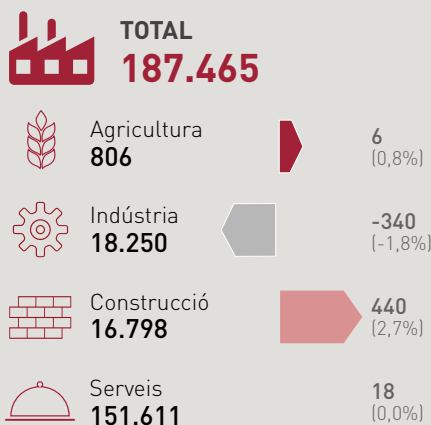 TOTAL
187.465
Agricultura
806
6
(0,8%)
Indústria
18.250
-340
(-1,8%)
Construcció
16.798
440
(2,7%)
Serveis
151.611
18
(0,0%)